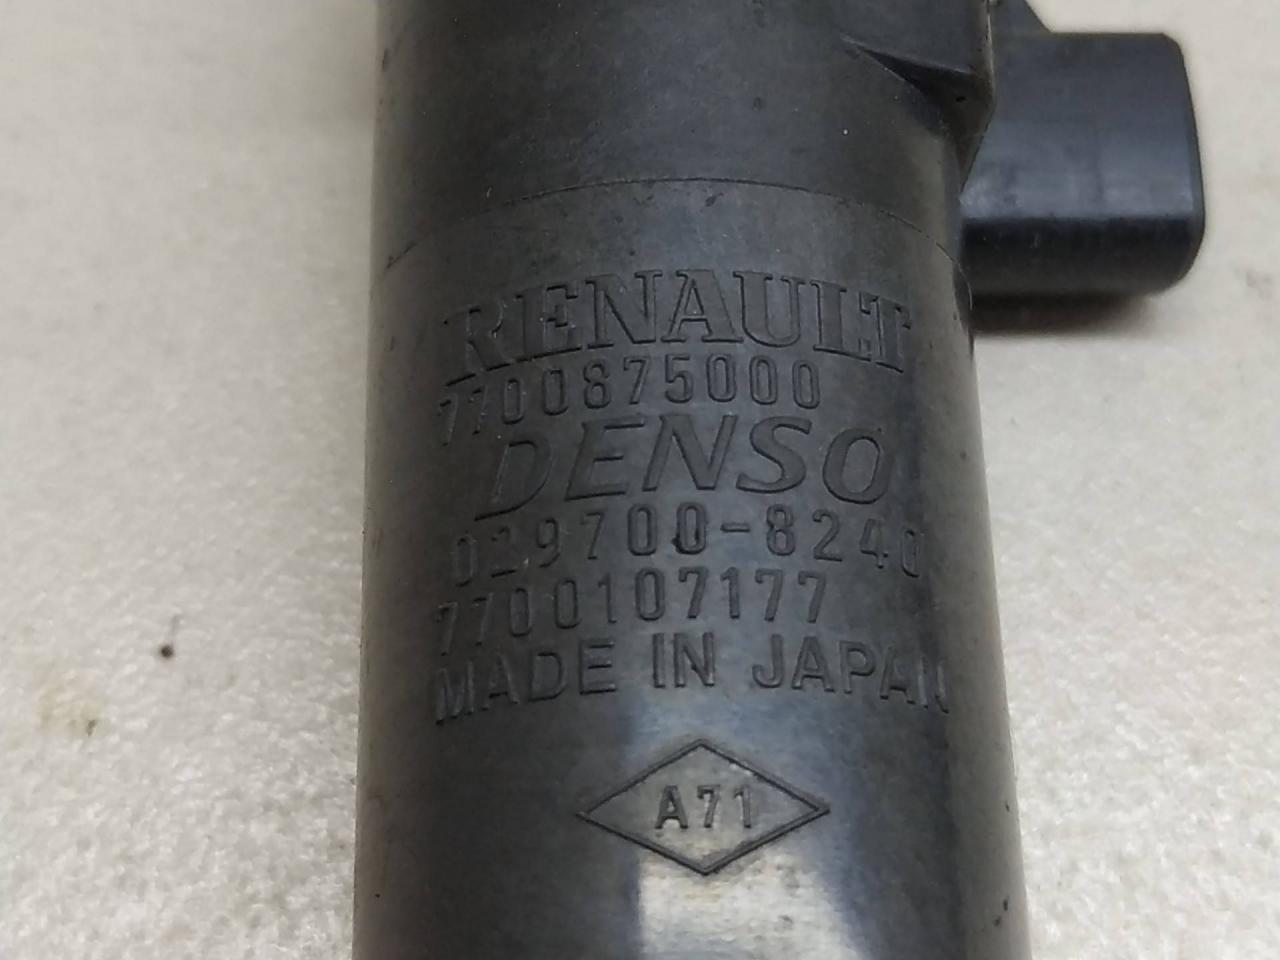 RENAULT
7700875000
DENSO
029700-8240
7700107177
MADE IN JAPAN
A71